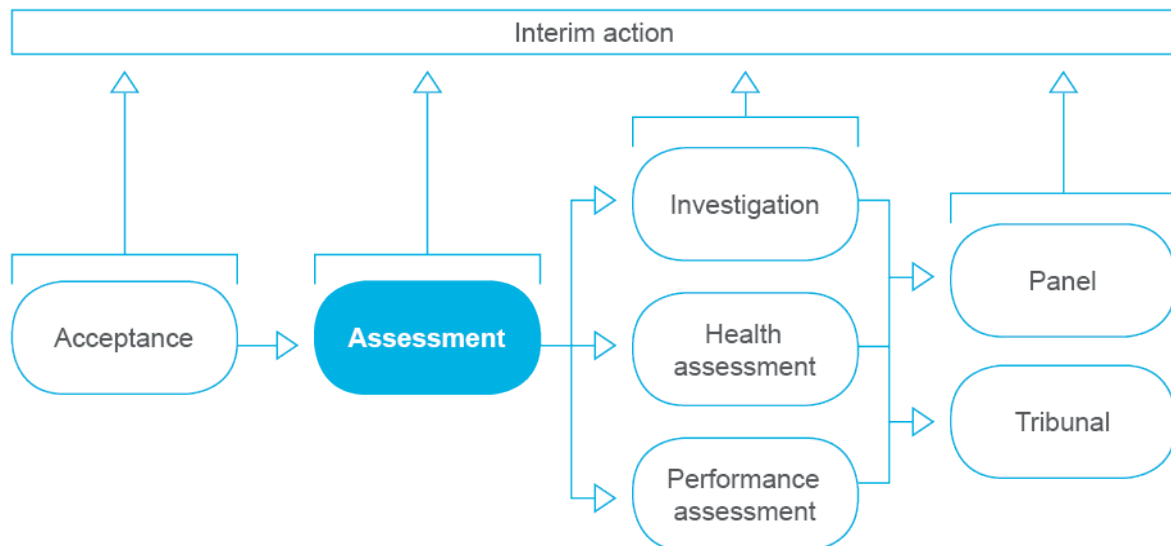 Interim action
Acceptance
Assessment
Investigation
Health
assessment
Performance
assessment
Panel
Tribunal